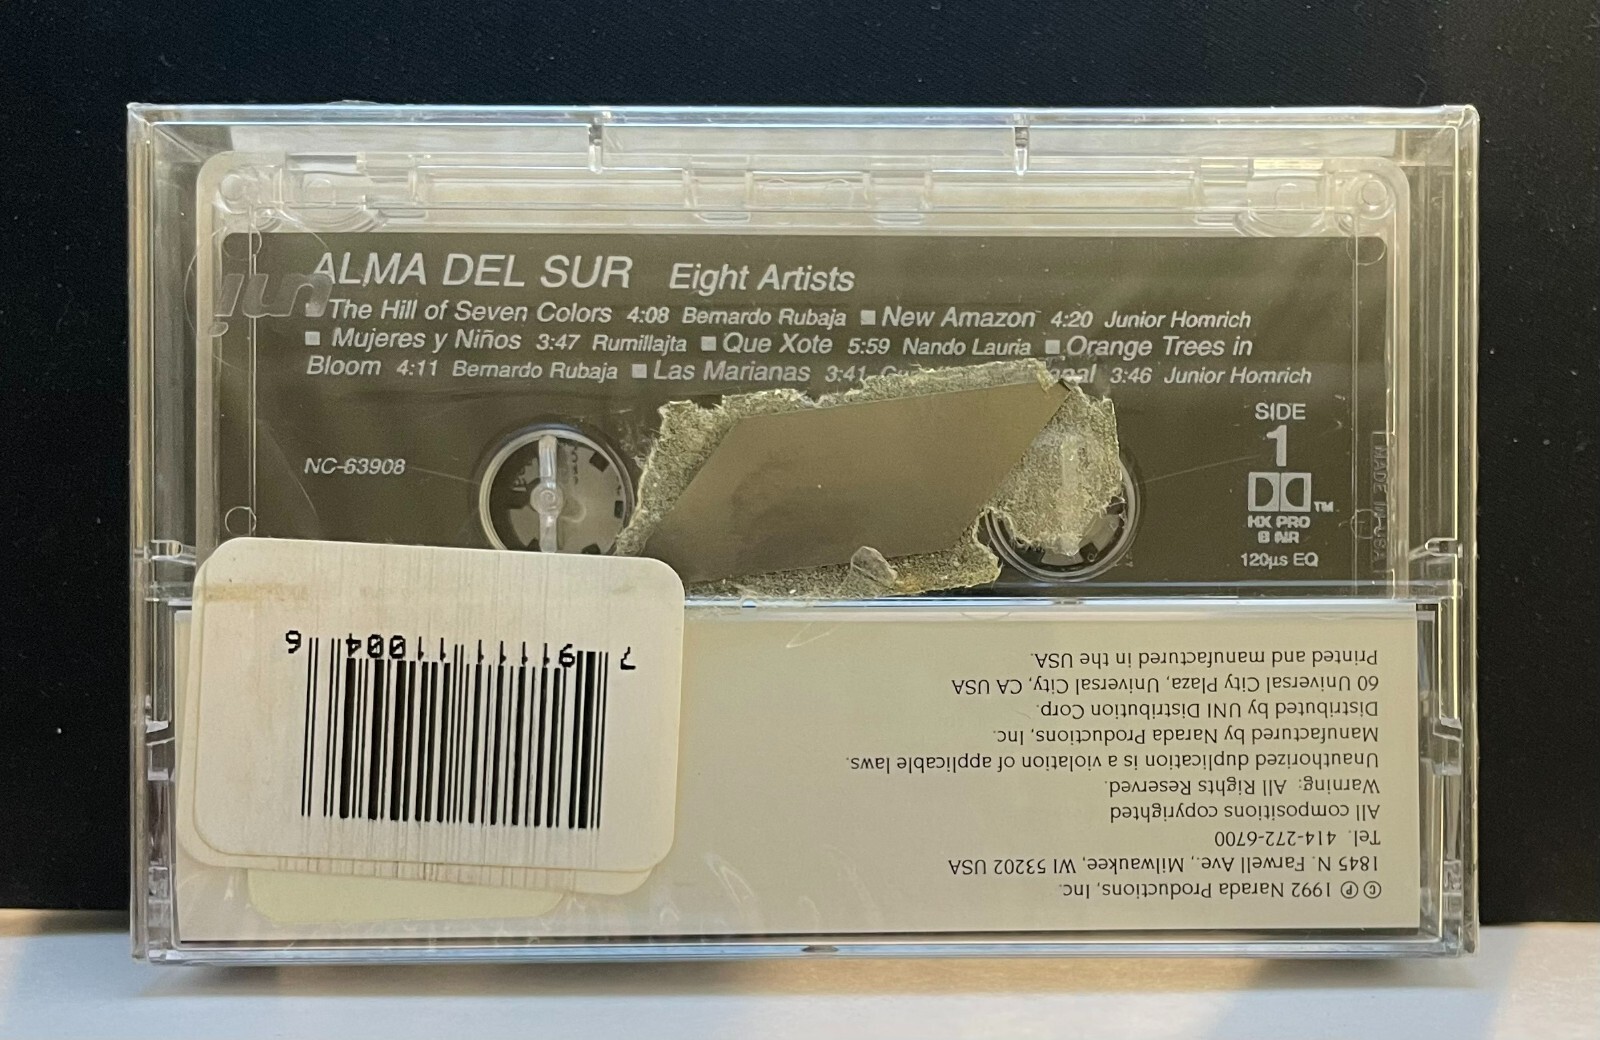 ALMA DEL SUR Eight Artists
■ The Hill of Seven Colors 4:08 Bernardo Rubaja ■ New Amazon 4:20 Junior Homrich
■ Mujeres y Niños 3:47 Rumillajta ■ Que Xote 5:59 Nando Lauria ■ Orange Trees in
Bloom 4:11 Bernardo Rubaja ■ Las Marianas 3:41 3:46 Junior Homrich
NC-63908
SIDE
1
HX PRO
B NR
120µs EQ
MADE IN USA
7 91111 11004 6
© ℗ 1992 Narada Productions, Inc.
1845 N. Farwell Ave., Milwaukee, WI 53202 USA
Tel. 414-272-6700
All compositions copyrighted
Warning: All Rights Reserved.
Unauthorized duplication is a violation of applicable laws.
Manufactured by Narada Productions, Inc.
Distributed by UNI Distribution Corp.
60 Universal City Plaza, Universal City, CA USA
Printed and manufactured in the USA.